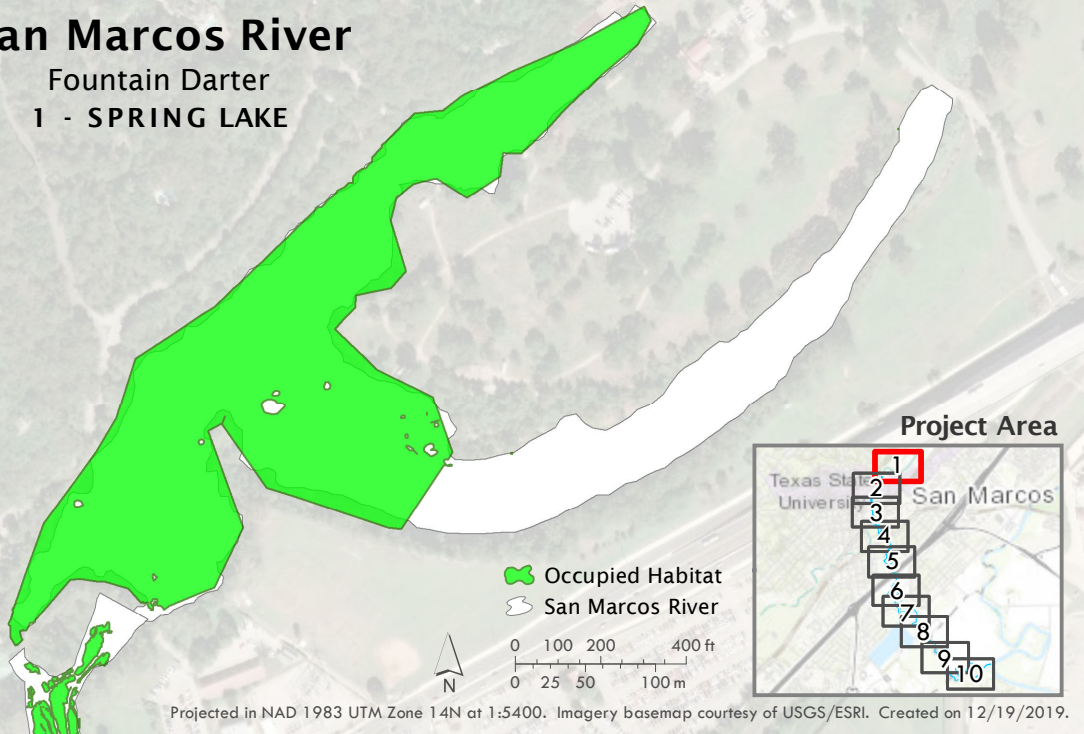 an Marcos River
Fountain Darter
1 - SPRING LAKE
Project Area
Texas State
University
San Marcos
1
2
3
4
5
6
7
8
9
10
Occupied Habitat
San Marcos River
0 100 200 400 ft
0 25 50 100 m
N
Projected in NAD 1983 UTM Zone 14N at 1:5400. Imagery basemap courtesy of USGS/ESRI. Created on 12/19/2019.